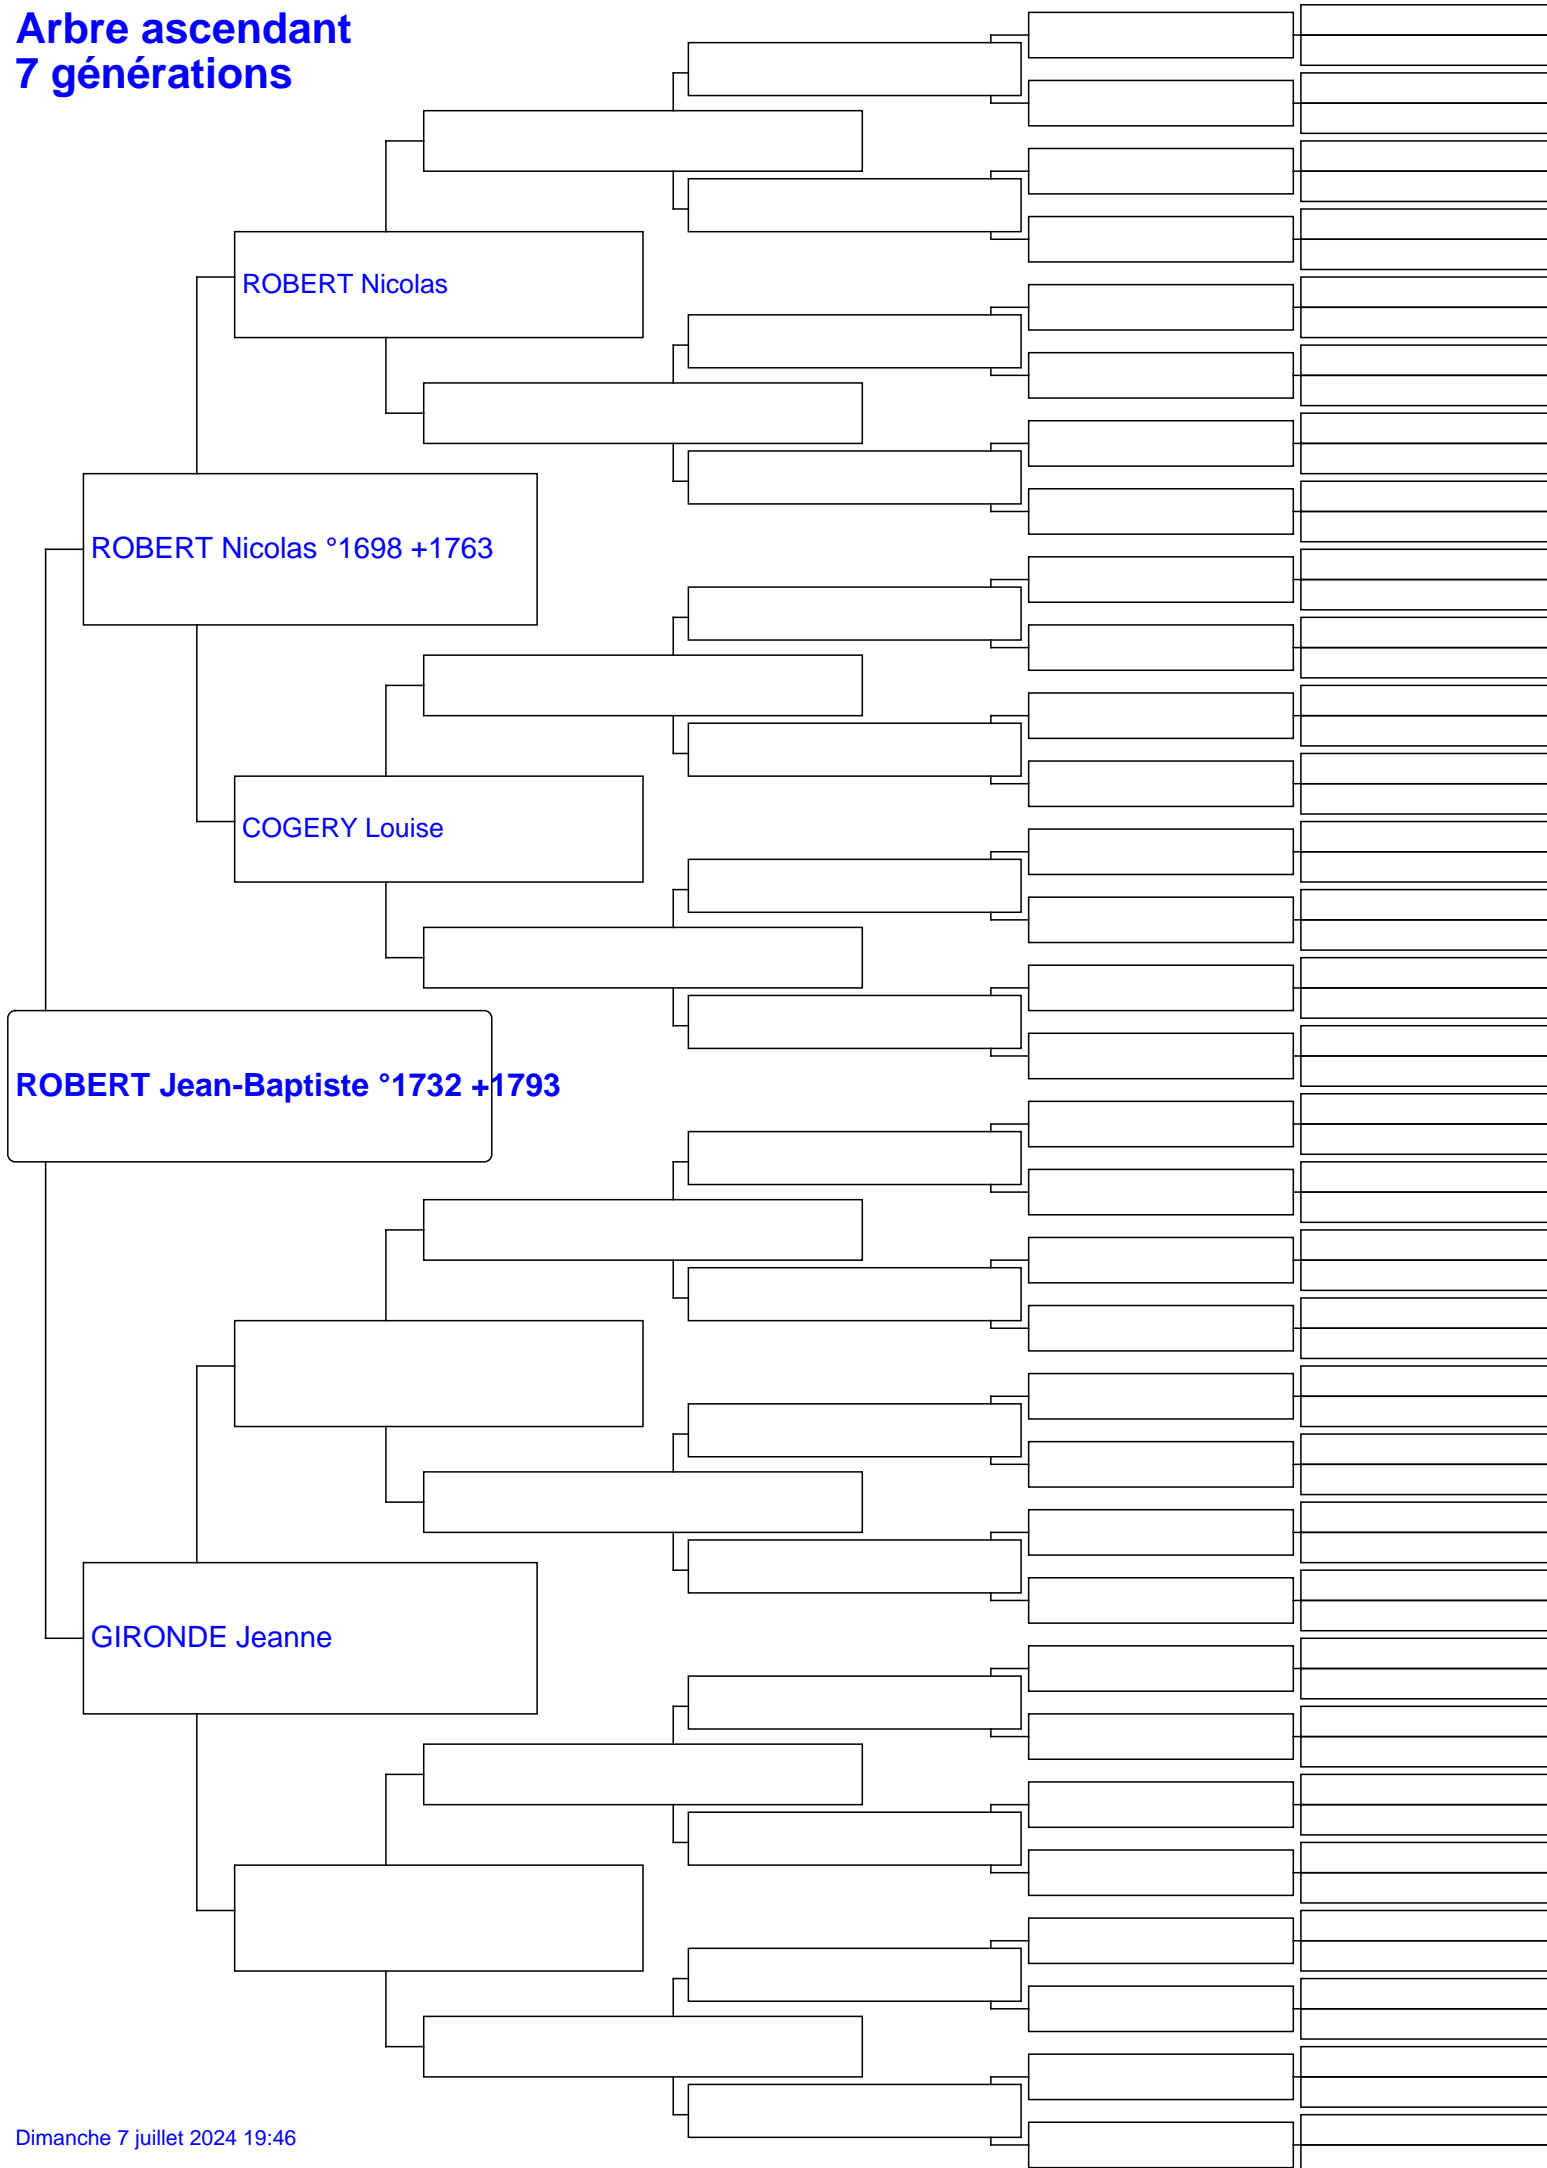 Arbre ascendant
7 générations
ROBERT Nicolas
ROBERT Nicolas °1698 +1763
COGERY Louise
ROBERT Jean-Baptiste °1732 +1793
GIRONDE Jeanne
Dimanche 7 juillet 2024 19:46